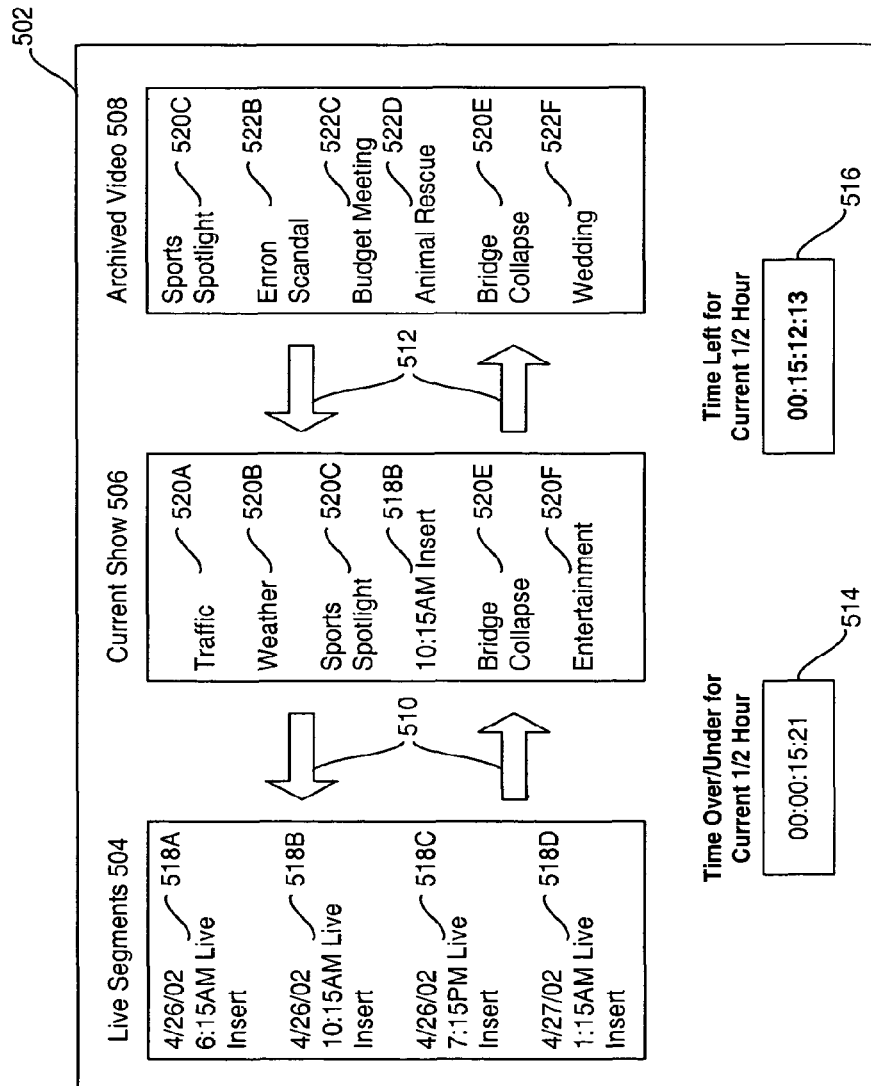 502
Live Segments 504
4/26/02
6:15AM Live
Insert
518A
4/26/02
10:15AM Live
Insert
518B
4/26/02
7:15PM Live
Insert
518C
4/27/02
1:15AM Live
Insert
518D
510
Current Show 506
Traffic
520A
Weather
520B
Sports
Spotlight
520C
10:15AM Insert
518B
Bridge
Collapse
520E
Entertainment
520F
512
Archived Video 508
Sports
Spotlight
520C
Enron
Scandal
522B
Budget Meeting
522C
Animal Rescue
522D
Bridge
Collapse
520E
Wedding
522F
Time Over/Under for
Current 1/2 Hour
00:00:15:21
514
Time Left for
Current 1/2 Hour
00:15:12:13
516